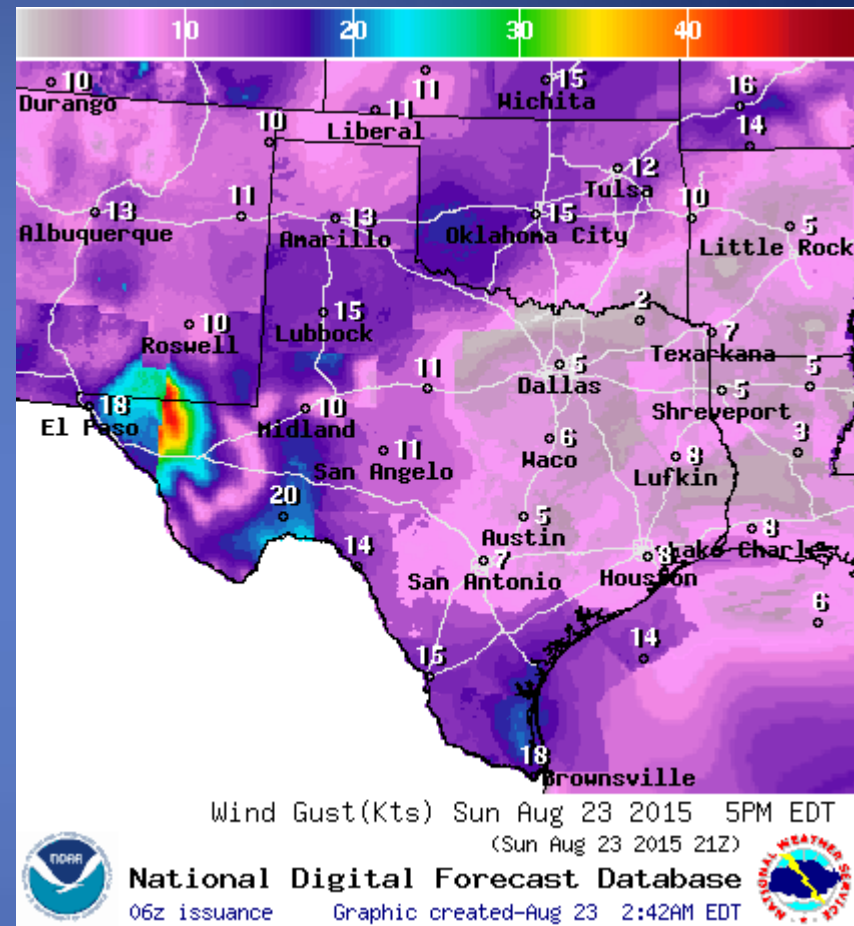 10 20 30 40
10 11 15 16
Durango Wichita
11
Liberal
10 14
12
Tulsa
13 11 13 15 10 5
Albuquerque Amarillo Oklahoma City Little Rock
15 2
10 Lubbock 7
Roswell Texarkana
11 5 5 5
Dallas Shreveport
18 10
El Paso Midland
11 6 8 3
San Angelo Waco Lufkin
20 5 8
Austin
14 7 8 Lake Charle
San Antonio Houston
6
14
15
18
Brownsville
Wind Gust(Kts) Sun Aug 23 2015 5PM EDT
(Sun Aug 23 2015 21Z)
NOAA
National Digital Forecast Database
06z issuance Graphic created-Aug 23 2:42AM EDT
NATIONAL WEATHER SERVICE